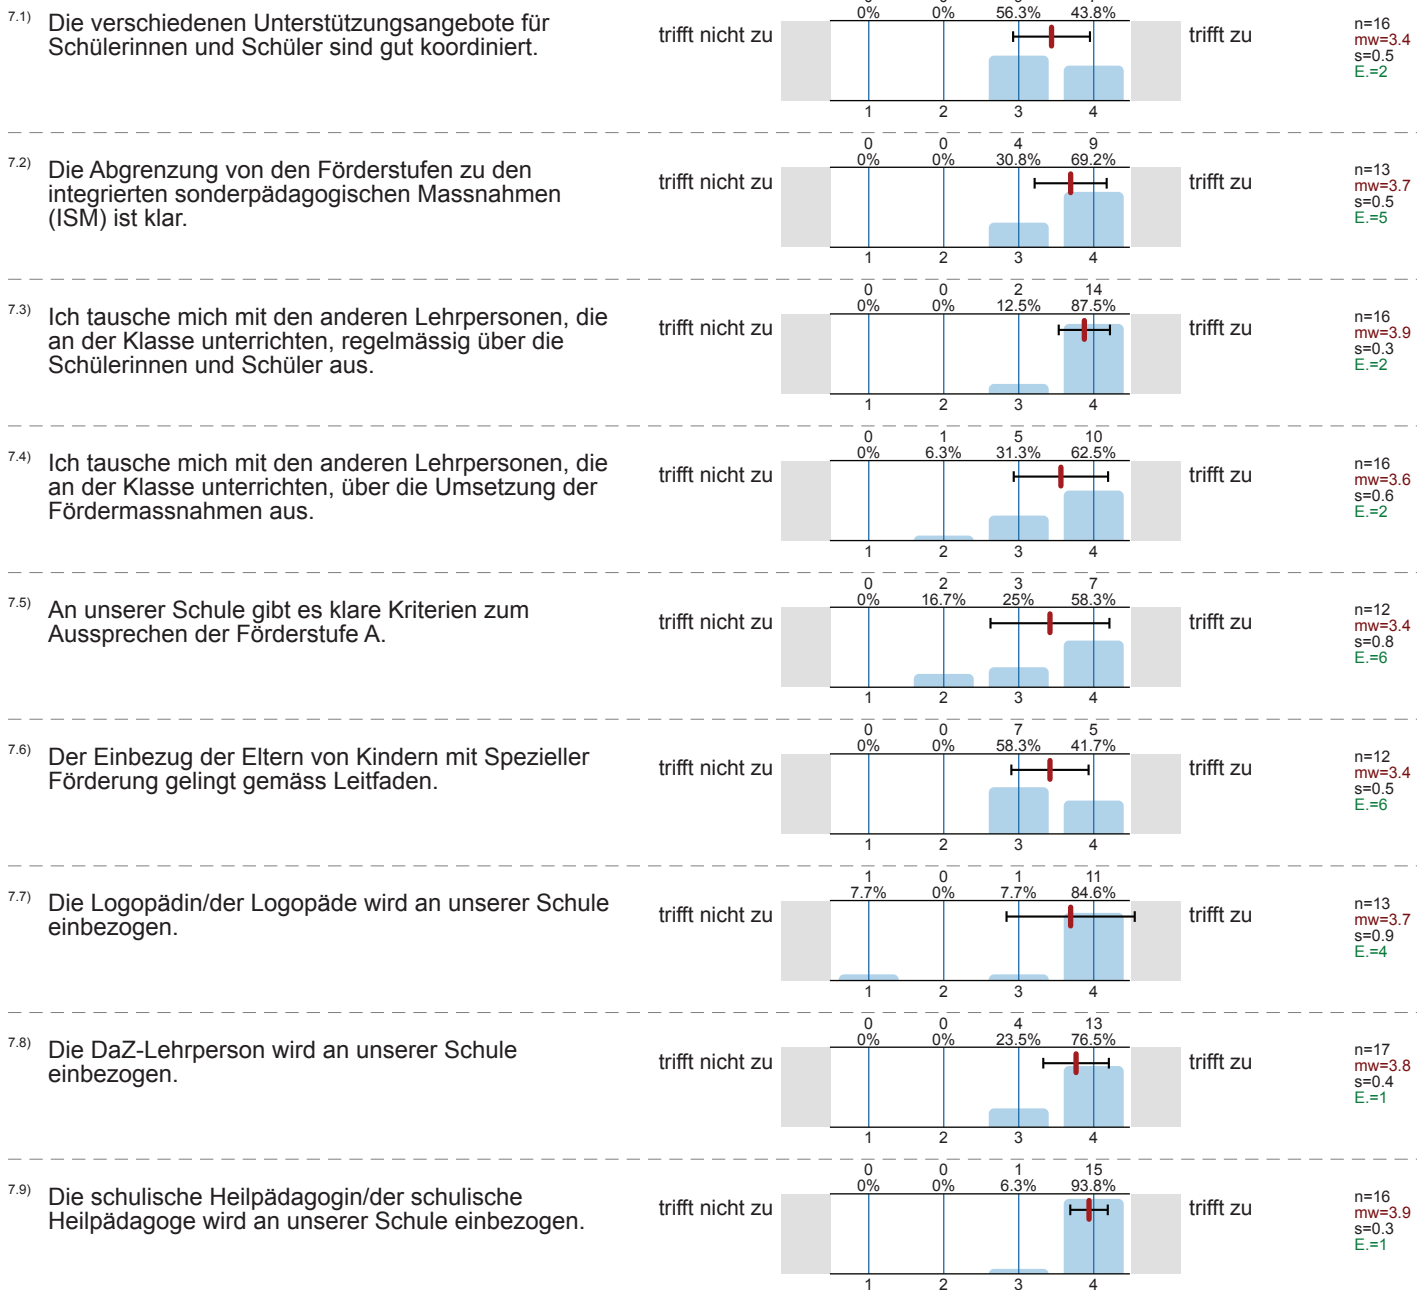 0% 0% 56.3% 43.8%
7.1) Die verschiedenen Unterstützungsangebote für
Schülerinnen und Schüler sind gut koordiniert.
trifft nicht zu
trifft zu
n=16
mw=3.4
s=0.5
E.=2
1 2 3 4
0 0 4 9
0% 0% 30.8% 69.2%
7.2) Die Abgrenzung von den Förderstufen zu den
integrierten sonderpädagogischen Massnahmen
(ISM) ist klar.
trifft nicht zu
trifft zu
n=13
mw=3.7
s=0.5
E.=5
1 2 3 4
0 0 2 14
0% 0% 12.5% 87.5%
7.3) Ich tausche mich mit den anderen Lehrpersonen, die
an der Klasse unterrichten, regelmässig über die
Schülerinnen und Schüler aus.
trifft nicht zu
trifft zu
n=16
mw=3.9
s=0.3
E.=2
1 2 3 4
0 1 5 10
0% 6.3% 31.3% 62.5%
7.4) Ich tausche mich mit den anderen Lehrpersonen, die
an der Klasse unterrichten, über die Umsetzung der
Fördermassnahmen aus.
trifft nicht zu
trifft zu
n=16
mw=3.6
s=0.6
E.=2
1 2 3 4
0 2 3 7
0% 16.7% 25% 58.3%
7.5) An unserer Schule gibt es klare Kriterien zum
Aussprechen der Förderstufe A.
trifft nicht zu
trifft zu
n=12
mw=3.4
s=0.8
E.=6
1 2 3 4
0 0 7 5
0% 0% 58.3% 41.7%
7.6) Der Einbezug der Eltern von Kindern mit Spezieller
Förderung gelingt gemäss Leitfaden.
trifft nicht zu
trifft zu
n=12
mw=3.4
s=0.5
E.=6
1 2 3 4
1 0 1 11
7.7% 0% 7.7% 84.6%
7.7) Die Logopädin/der Logopäde wird an unserer Schule
einbezogen.
trifft nicht zu
trifft zu
n=13
mw=3.7
s=0.9
E.=4
1 2 3 4
0 0 4 13
0% 0% 23.5% 76.5%
7.8) Die DaZ-Lehrperson wird an unserer Schule
einbezogen.
trifft nicht zu
trifft zu
n=17
mw=3.8
s=0.4
E.=1
1 2 3 4
0 0 1 15
0% 0% 6.3% 93.8%
7.9) Die schulische Heilpädagogin/der schulische
Heilpädagoge wird an unserer Schule einbezogen.
trifft nicht zu
trifft zu
n=16
mw=3.9
s=0.3
E.=1
1 2 3 4